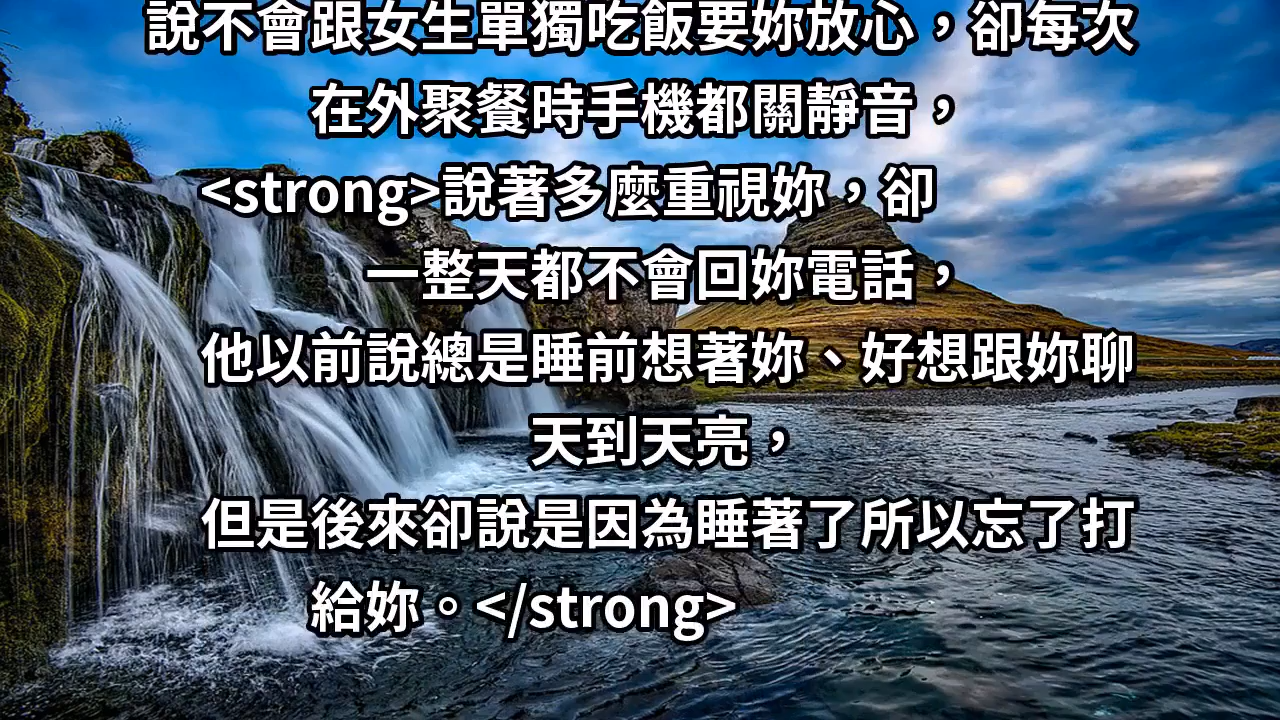 說不會跟女生單獨吃飯要妳放心，卻每次
在外聚餐時手機都關靜音，
<strong>說著多麼重視妳，卻
一整天都不會回妳電話，
他以前說總是睡前想著妳、好想跟妳聊
天到天亮，
但是後來卻說是因為睡著了所以忘了打
給妳。</strong>